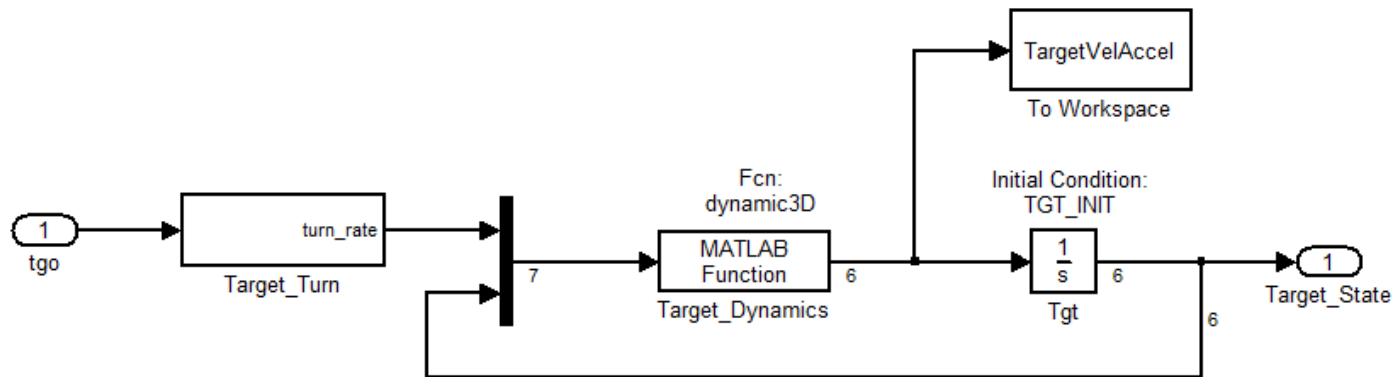 TargetVelAccel
To Workspace
Fcn:
dynamic3D
Initial Condition:
TGT_INIT
1
tgo
turn_rate
Target_Turn
7
MATLAB
Function
Target_Dynamics
6
1
s
Tgt
6
6
1
Target_State